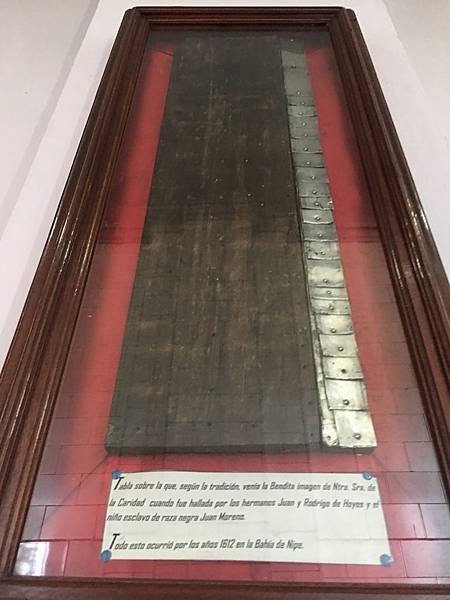 Tabla sobre la que, según la tradición, venía la Bendita imagen de Ntra. Sra. de
la Caridad cuando fue hallada por los hermanos Juan y Rodrigo de Hoyos y el
niño esclavo de raza negra Juan Moreno.
Todo esto ocurrió por los años 1612 en la Bahía de Nipe.